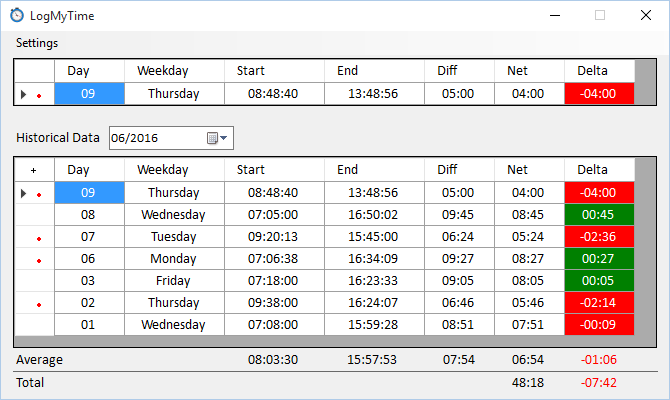 LogMyTime
Settings
Day Weekday Start End Diff Net Delta
09 Thursday 08:48:40 13:48:56 05:00 04:00 -04:00
Historical Data 06/2016
+ Day Weekday Start End Diff Net Delta
09 Thursday 08:48:40 13:48:56 05:00 04:00 -04:00
08 Wednesday 07:05:00 16:50:02 09:45 08:45 00:45
07 Tuesday 09:20:13 15:45:00 06:24 05:24 -02:36
06 Monday 07:06:38 16:34:09 09:27 08:27 00:27
03 Friday 07:18:00 16:23:33 09:05 08:05 00:05
02 Thursday 09:38:00 16:24:07 06:46 05:46 -02:14
01 Wednesday 07:08:00 15:59:28 08:51 07:51 -00:09
Average 08:03:30 15:57:53 07:54 06:54 -01:06
Total 48:18 -07:42